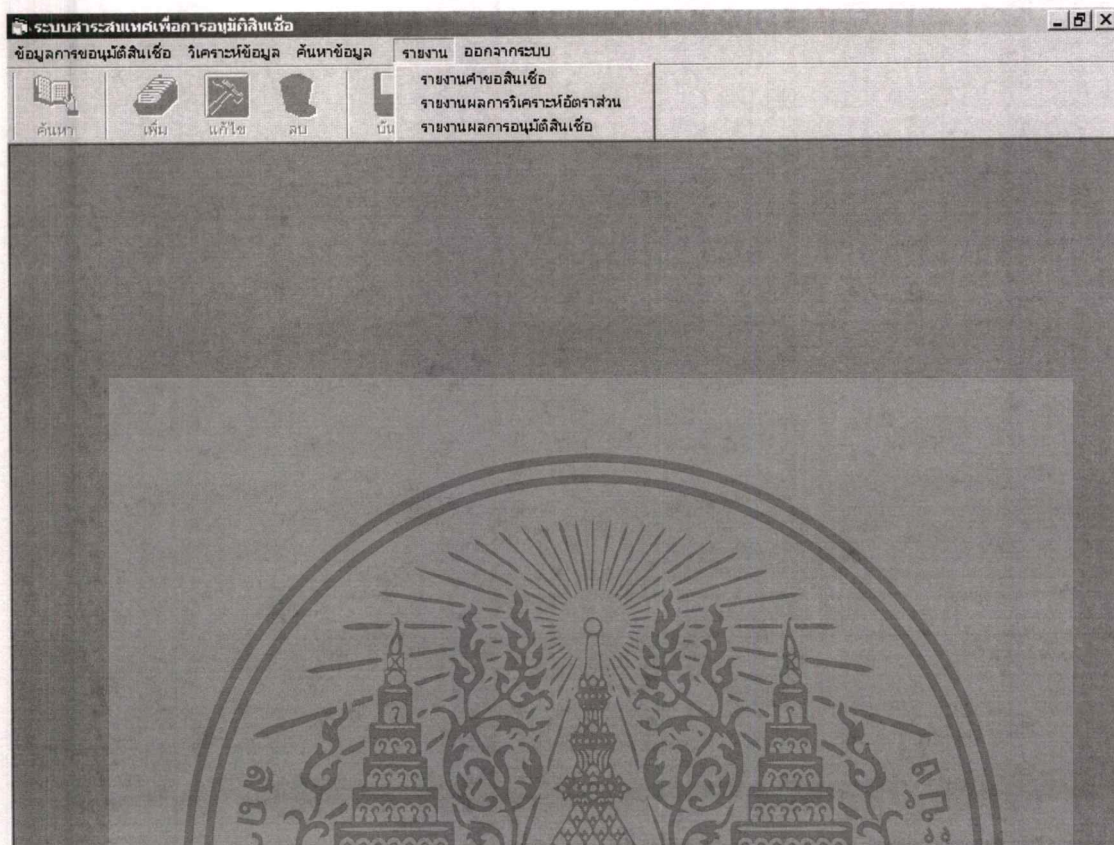 ระบบสาระสนเทศเพื่อการอนุมัติสินเชื่อ
ข้อมูลการขอนุมัติสินเชื่อ วิเคราะห์ข้อมูล ค้นหาข้อมูล รายงาน ออกจากระบบ
ค้นหา เพิ่ม แก้ไข ลบ
รายงานคำขอสินเชื่อ
รายงานผลการวิเคราะห์อัตราส่วน
รายงานผลการอนุมัติสินเชื่อ